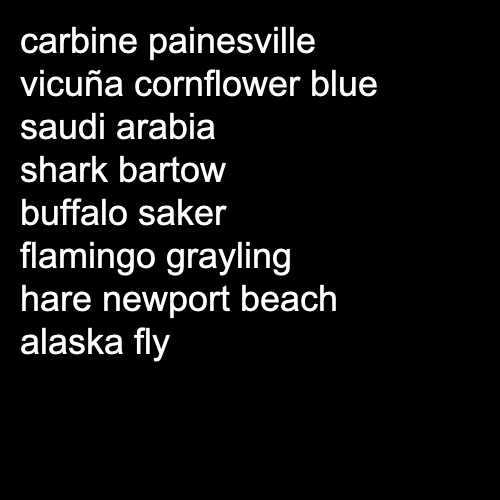 carbine painesville
vicuña cornflower blue
saudi arabia
shark bartow
buffalo saker
flamingo grayling
hare newport beach
alaska fly